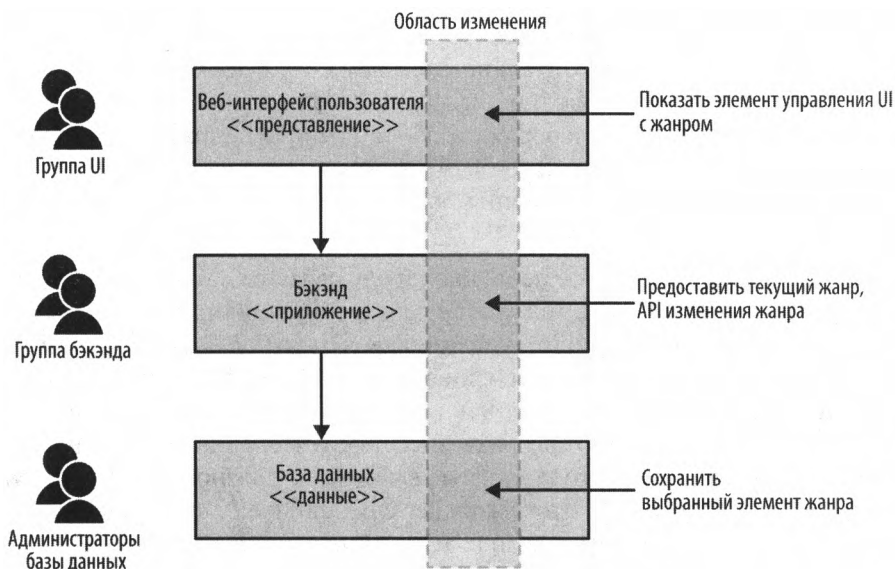 Область изменения
Веб-интерфейс пользователя
<<представление>>
Показать элемент управления UI
с жанром
Группа UI
Бэкэнд
<<приложение>>
Предоставить текущий жанр,
API изменения жанра
Группа бэкэнда
База данных
<<данные>>
Сохранить
выбранный элемент жанра
Администраторы
базы данных